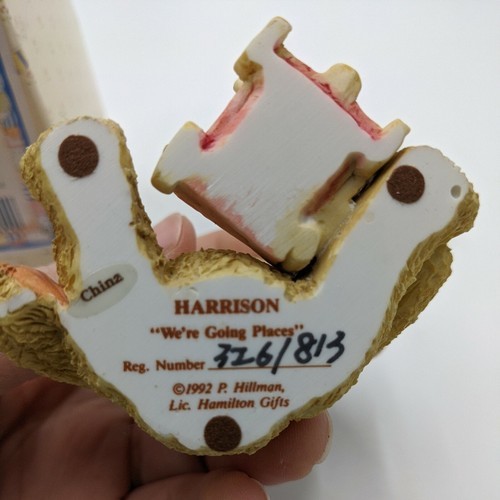 China
HARRISON
"We're Going Places"
Reg. Number 326/813
©1992 P. Hillman,
Lic. Hamilton Gifts